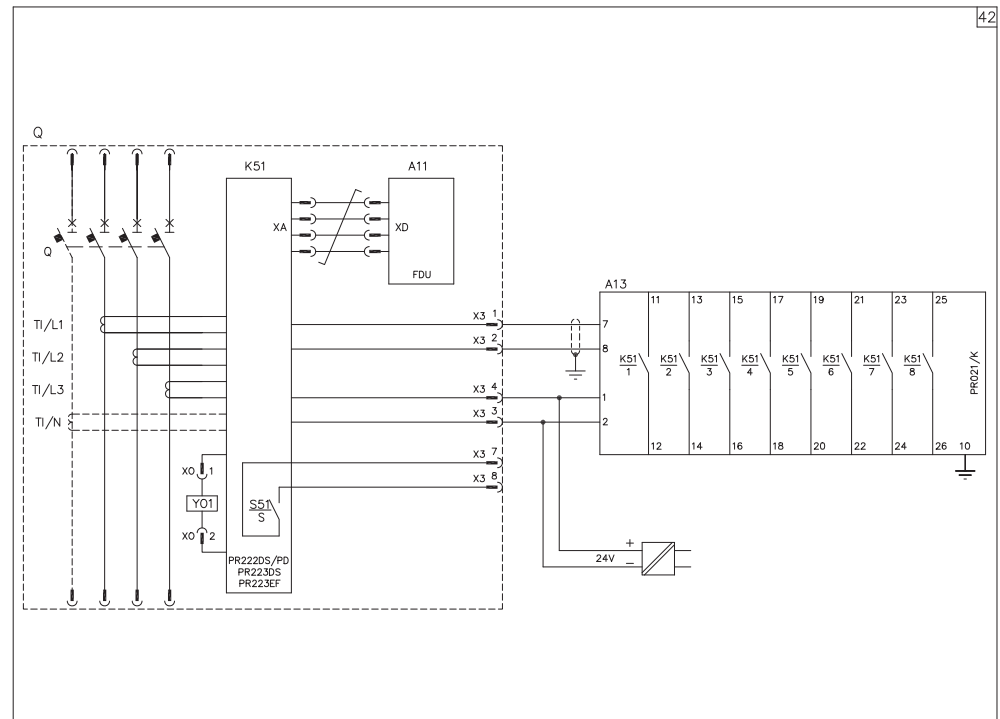 42
Q
K51
A11
XA
XD
Q
FDU
A13
11 13 15 17 19 21 23 25
X3 1
7
TI/L1
X3 2
8
TI/L2
K51 K51 K51 K51 K51 K51 K51 K51
1 2 3 4 5 6 7 8
PR021/K
TI/L3
X3 4
1
X3 3
2
TI/N
12 14 16 18 20 22 24 26 10
X3 7
X0 1
X3 8
Y01
S51
S
X0 2
+
24V
–
PR222DS/PD
PR223DS
PR223EF